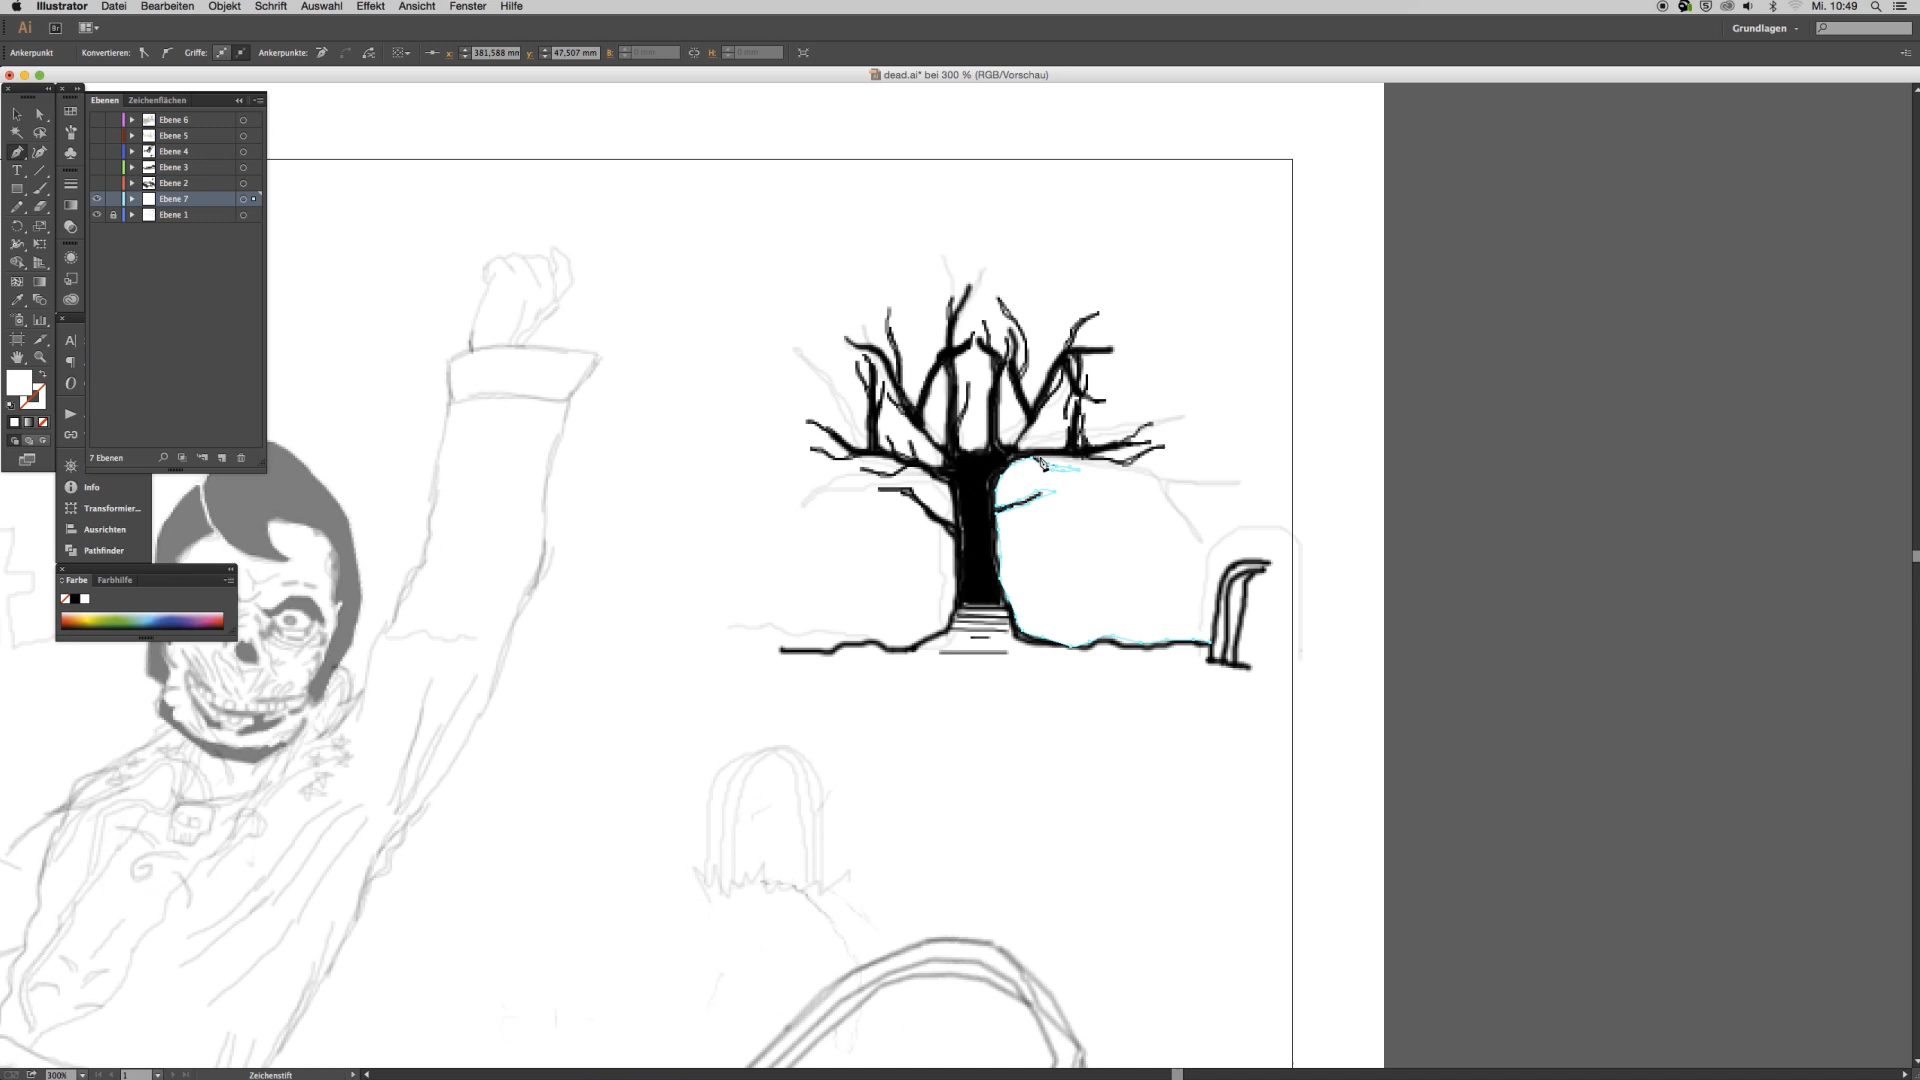 Illustrator Datei Bearbeiten Objekt Schrift Auswahl Effekt Ansicht Fenster Hilfe Mi. 10:49
Ai Br Grundlagen
Ankerpunkt Konvertieren: Griffe: Ankerpunkte: x: 381,588 mm y: 47,507 mm B: 0 mm H: 0 mm
dead.ai* bei 300 % (RGB/Vorschau)
Ebenen Zeichenflächen
Ebene 6
Ebene 5
Ebene 4
Ebene 3
Ebene 2
Ebene 7
Ebene 1
7 Ebenen
Info
Transformier...
Ausrichten
Pathfinder
Farbe Farbhilfe
300% 1 Zeichenstift